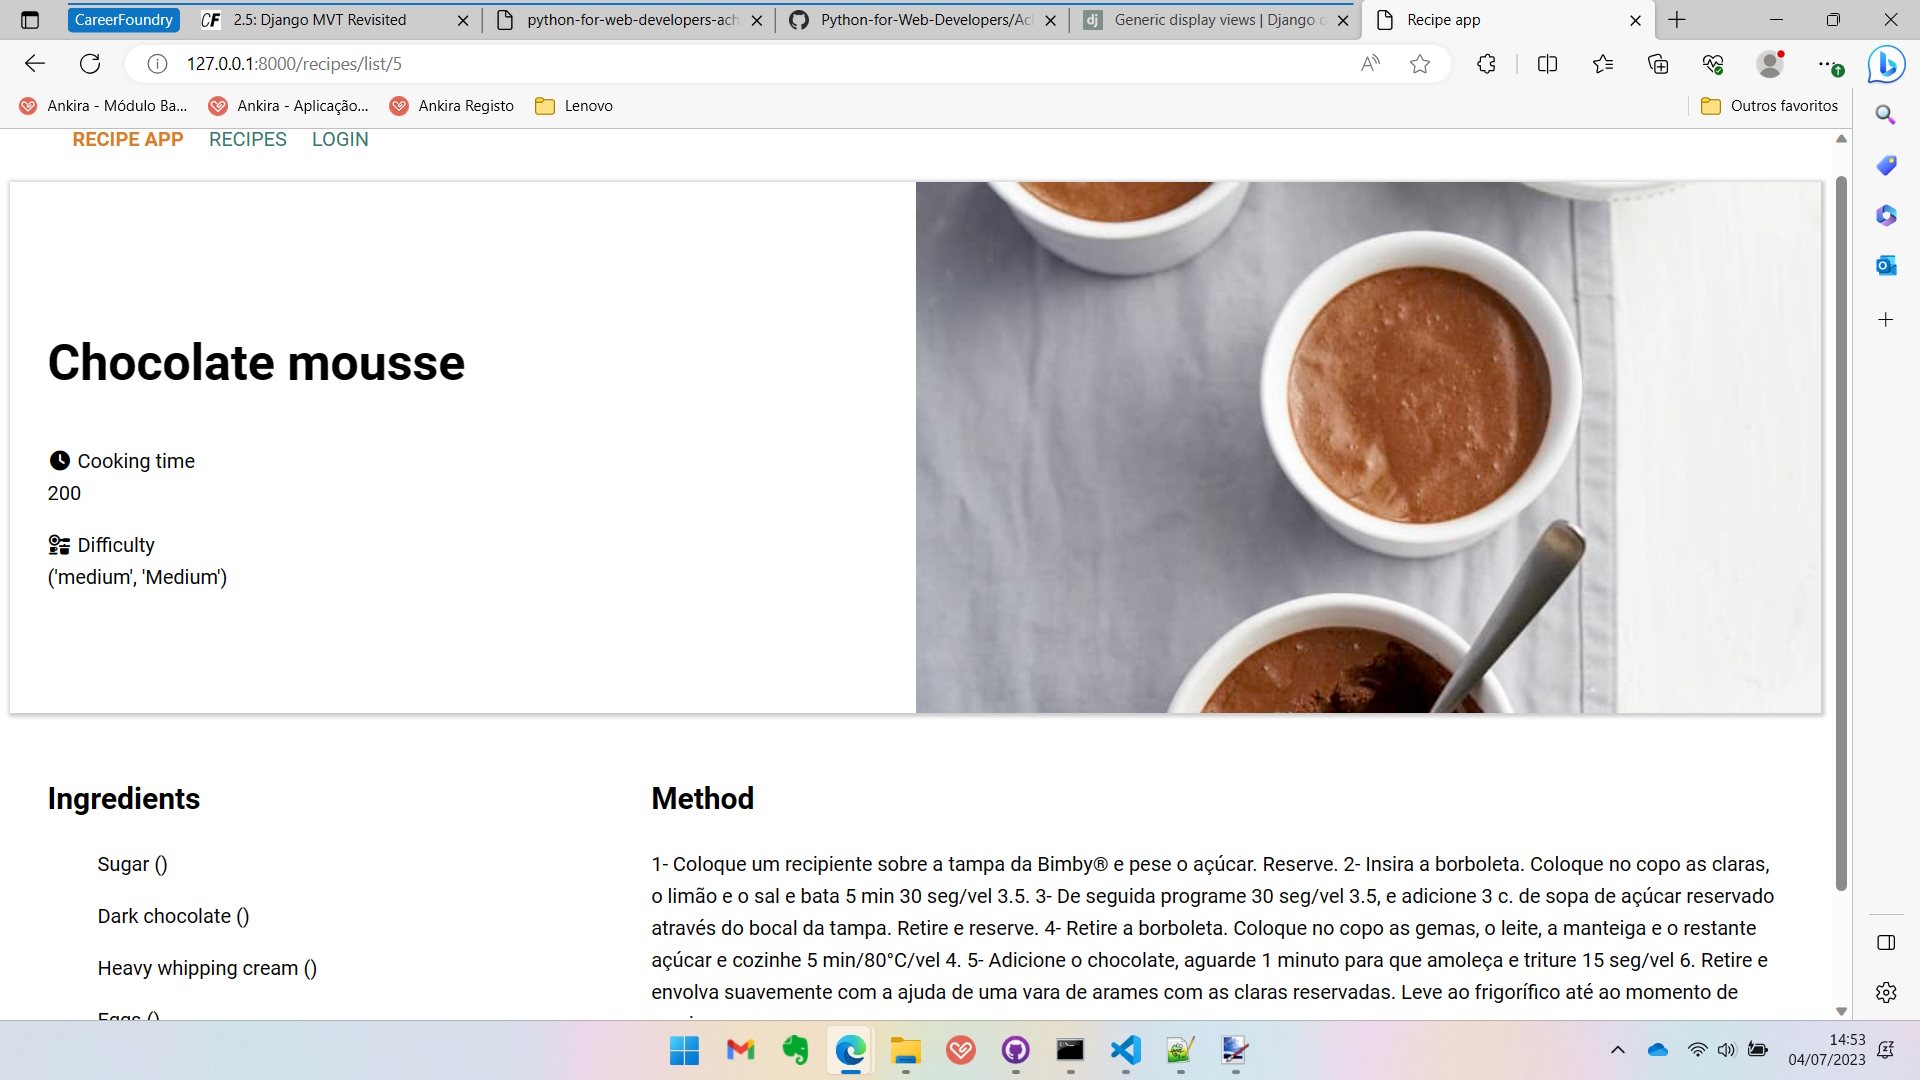 CareerFoundry
CF 2.5: Django MVT Revisited
python-for-web-developers-ach
Python-for-Web-Developers/Ac
dj Generic display views | Django
Recipe app
127.0.0.1:8000/recipes/list/5
Ankira - Módulo Ba...
Ankira - Aplicação...
Ankira Registo
Lenovo
Outros favoritos
RECIPE APP RECIPES LOGIN
Chocolate mousse
Cooking time
200
Difficulty
('medium', 'Medium')
Ingredients
Sugar ()
Dark chocolate ()
Heavy whipping cream ()
Eggs ()
Method
1- Coloque um recipiente sobre a tampa da Bimby® e pese o açúcar. Reserve. 2- Insira a borboleta. Coloque no copo as claras,
o limão e o sal e bata 5 min 30 seg/vel 3.5. 3- De seguida programe 30 seg/vel 3.5, e adicione 3 c. de sopa de açúcar reservado
através do bocal da tampa. Retire e reserve. 4- Retire a borboleta. Coloque no copo as gemas, o leite, a manteiga e o restante
açúcar e cozinhe 5 min/80°C/vel 4. 5- Adicione o chocolate, aguarde 1 minuto para que amoleça e triture 15 seg/vel 6. Retire e
envolva suavemente com a ajuda de uma vara de arames com as claras reservadas. Leve ao frigorífico até ao momento de
14:53
04/07/2023